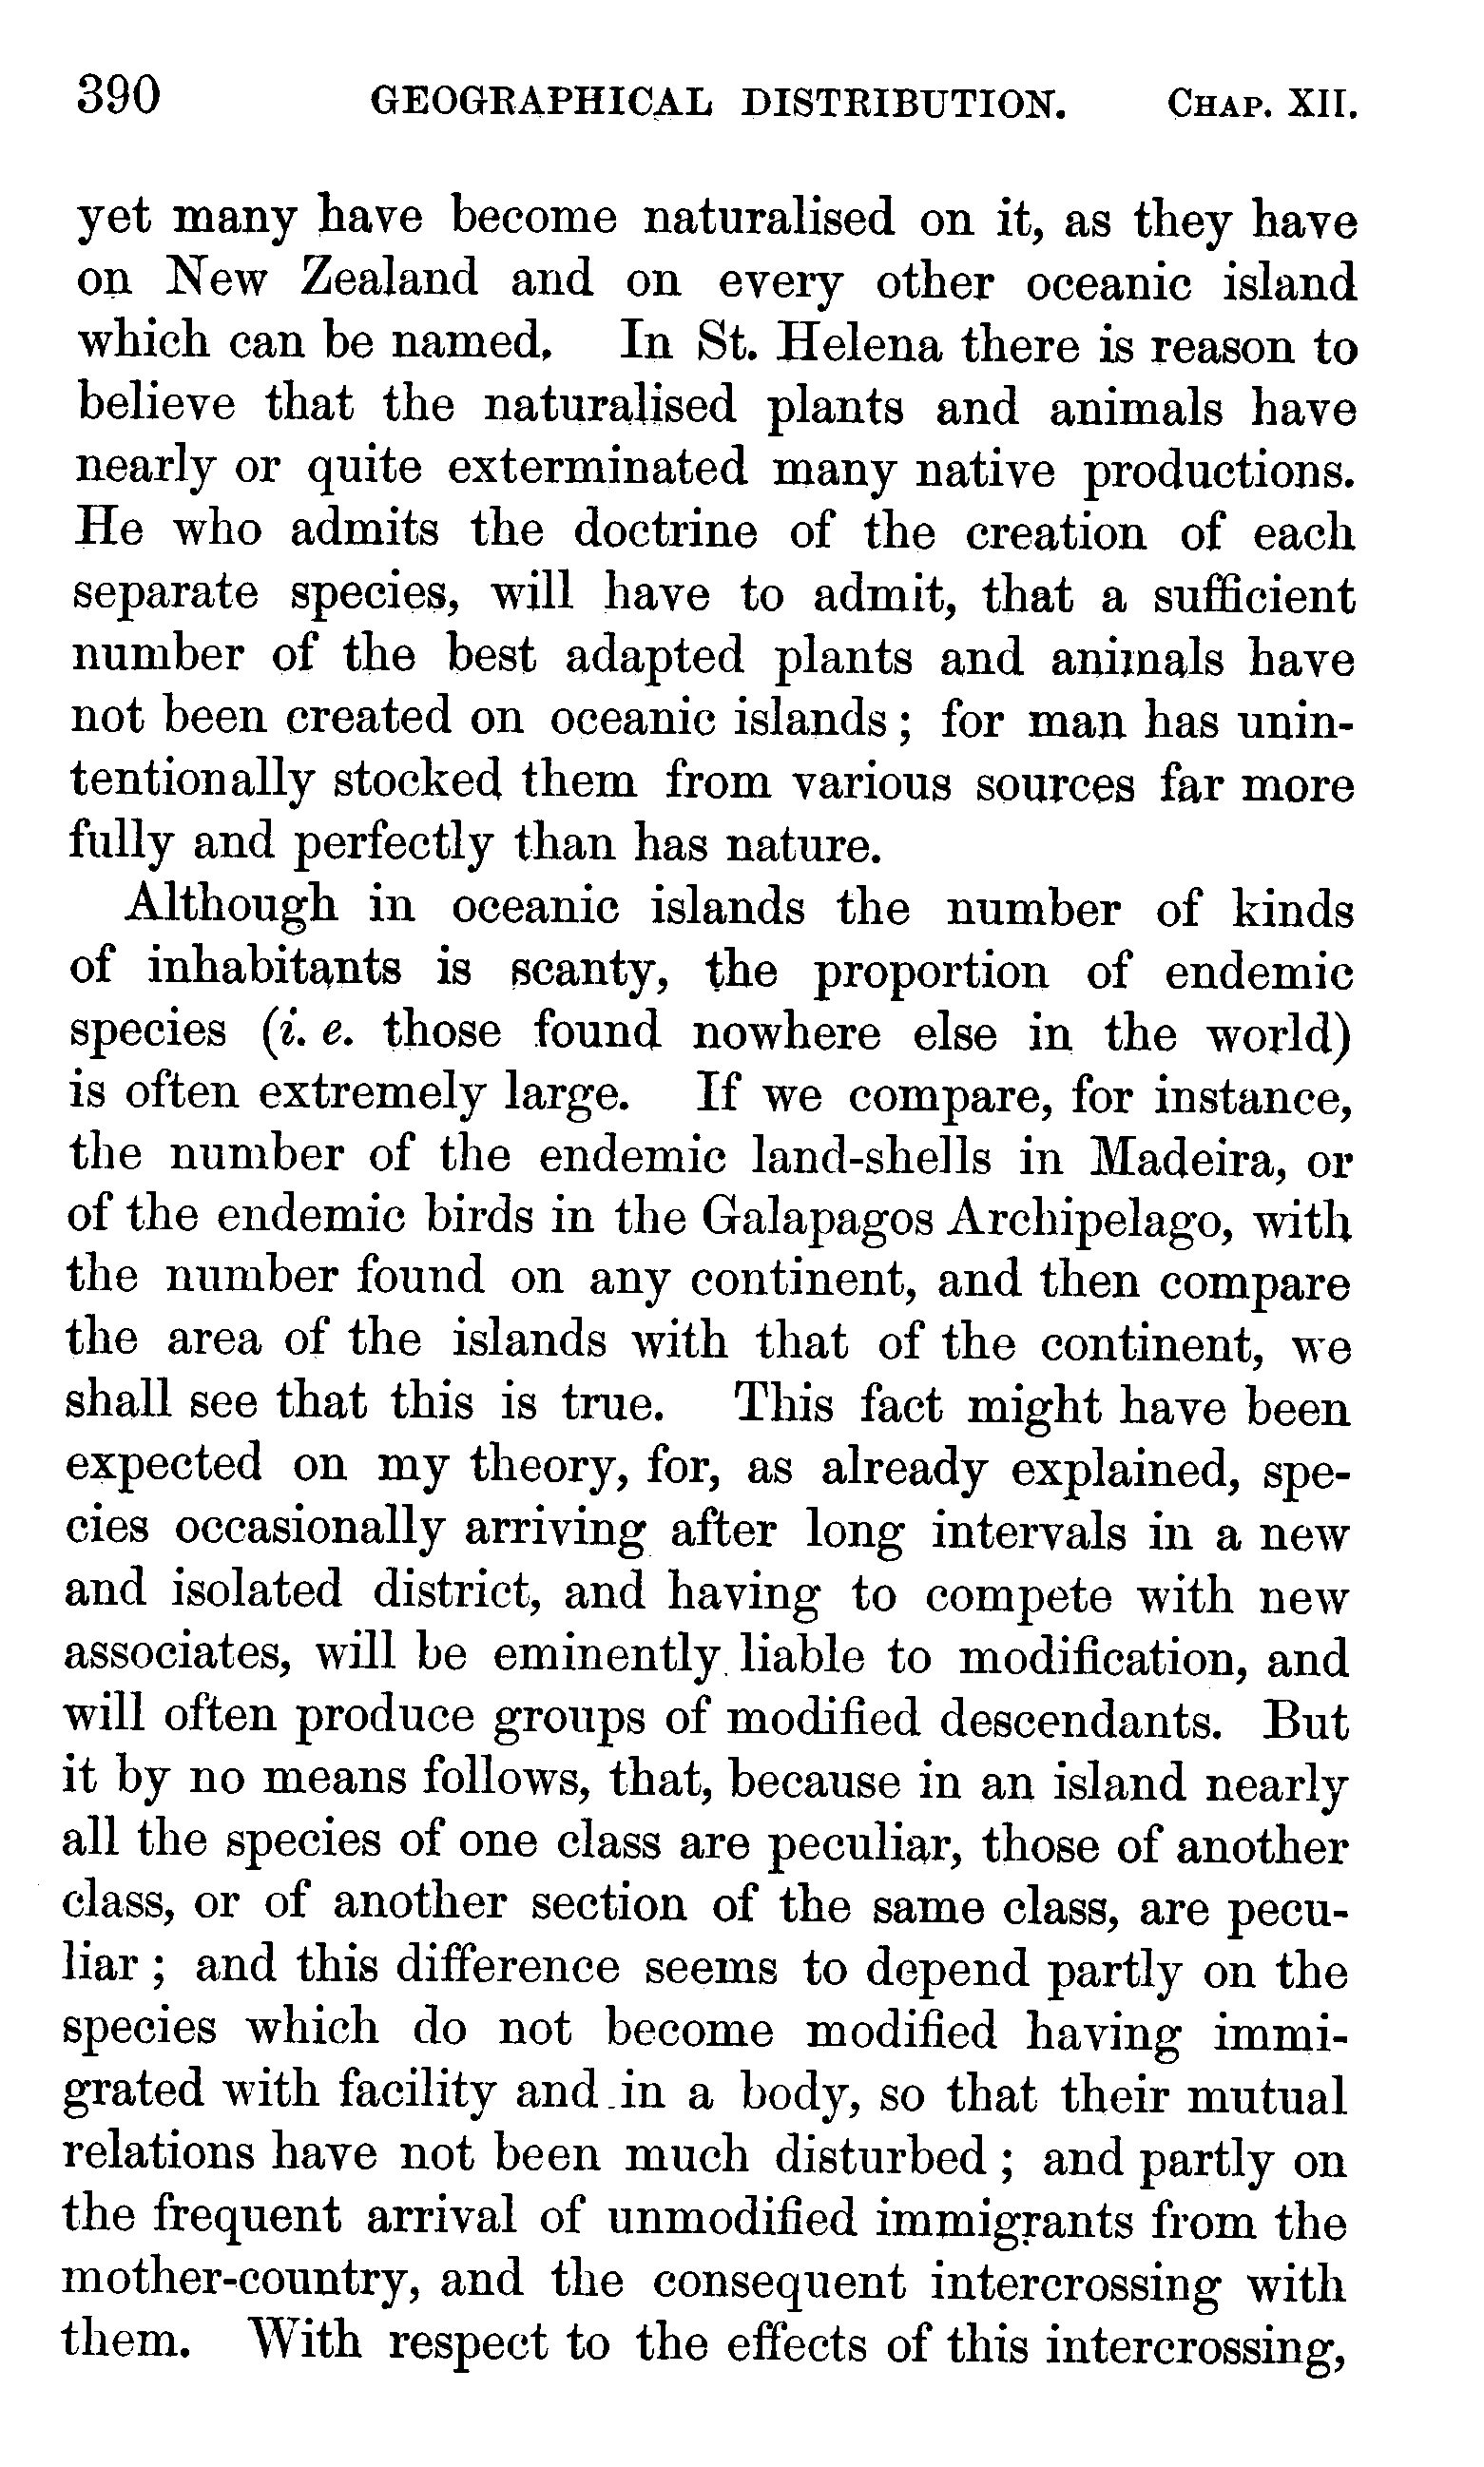 390 GEOGRAPHICAL DISTRIBUTION. CHAP. XII.
yet many have become naturalised on it, as they have
on New Zealand and on every other oceanic island
which can be named. In St. Helena there is reason to
believe that the naturalised plants and animals have
nearly or quite exterminated many native productions.
He who admits the doctrine of the creation of each
separate species, will have to admit, that a sufficient
number of the best adapted plants and animals have
not been created on oceanic islands; for man has unin-
tentionally stocked them from various sources far more
fully and perfectly than has nature.
Although in oceanic islands the number of kinds
of inhabitants is scanty, the proportion of endemic
species (i. e. those found nowhere else in the world)
is often extremely large. If we compare, for instance,
the number of the endemic land-shells in Madeira, or
of the endemic birds in the Galapagos Archipelago, with
the number found on any continent, and then compare
the area of the islands with that of the continent, we
shall see that this is true. This fact might have been
expected on my theory, for, as already explained, spe-
cies occasionally arriving after long intervals in a new
and isolated district, and having to compete with new
associates, will be eminently liable to modification, and
will often produce groups of modified descendants. But
it by no means follows, that, because in an island nearly
all the species of one class are peculiar, those of another
class, or of another section of the same class, are pecu-
liar; and this difference seems to depend partly on the
species which do not become modified having immi-
grated with facility and in a body, so that their mutual
relations have not been much disturbed; and partly on
the frequent arrival of unmodified immigrants from the
mother-country, and the consequent intercrossing with
them. With respect to the effects of this intercrossing,